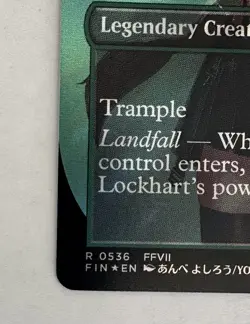 Legendary Creat
Trample
Landfall — Wh
control enters,
Lockhart's pow
R 0536 FFVII
FIN★EN あんべ よしろう/YO